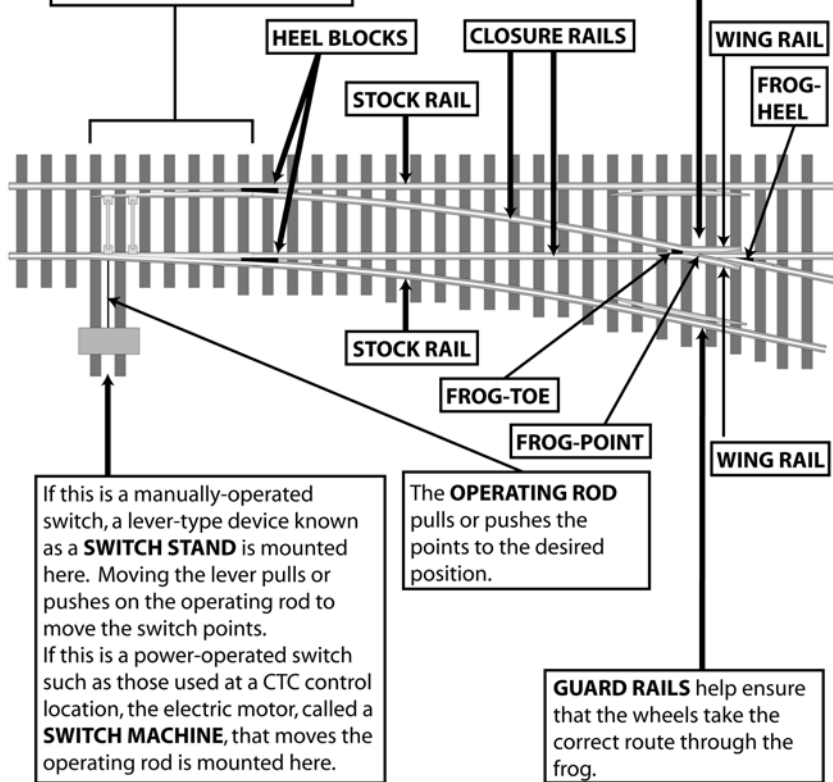 HEEL BLOCKS
CLOSURE RAILS
WING RAIL
STOCK RAIL
FROG-
HEEL
STOCK RAIL
FROG-TOE
FROG-POINT
WING RAIL
If this is a manually-operated
switch, a lever-type device known
as a SWITCH STAND is mounted
here. Moving the lever pulls or
pushes on the operating rod to
move the switch points.
If this is a power-operated switch
such as those used at a CTC control
location, the electric motor, called a
SWITCH MACHINE, that moves the
operating rod is mounted here.
The OPERATING ROD
pulls or pushes the
points to the desired
position.
GUARD RAILS help ensure
that the wheels take the
correct route through the
frog.